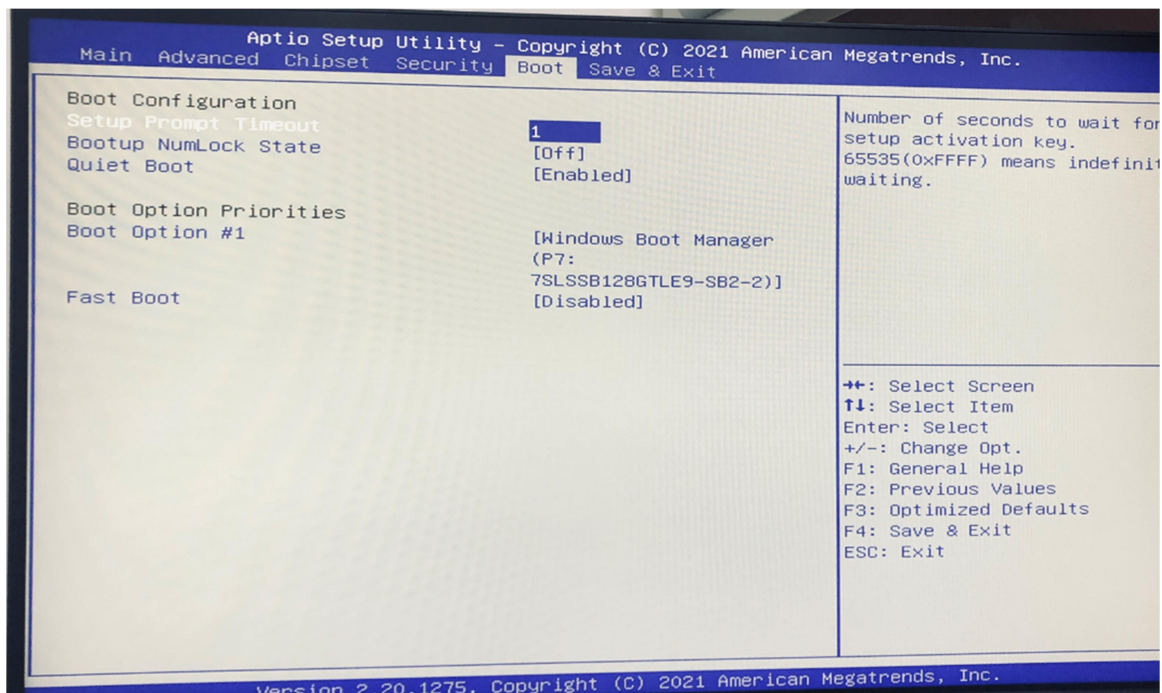 Aptio Setup Utility – Copyright (C) 2021 American Megatrends, Inc.
Main Advanced Chipset Security Boot Save & Exit
Boot Configuration
Setup Prompt Timeout 1
Bootup NumLock State [Off]
Quiet Boot [Enabled]
Boot Option Priorities
Boot Option #1 [Windows Boot Manager
(P7:
7SLSSB128GTLE9-SB2-2)]
Fast Boot [Disabled]
Number of seconds to wait for
setup activation key.
65535(0xFFFF) means indefinit
waiting.
→←: Select Screen
↑↓: Select Item
Enter: Select
+/-: Change Opt.
F1: General Help
F2: Previous Values
F3: Optimized Defaults
F4: Save & Exit
ESC: Exit
Version 2.20.1275. Copyright (C) 2021 American Megatrends, Inc.